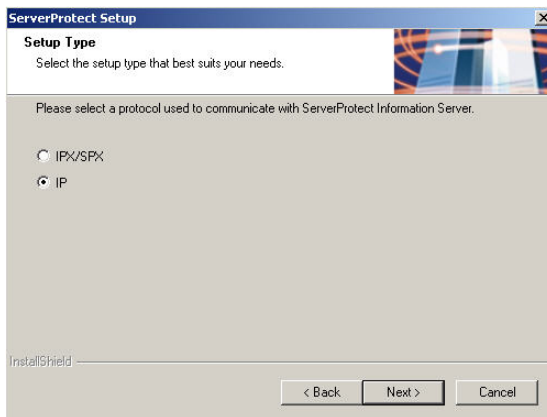 ServerProtect Setup
Setup Type
Select the setup type that best suits your needs.
Please select a protocol used to communicate with ServerProtect Information Server.
IPX/SPX
IP
InstallShield
< Back
Next >
Cancel